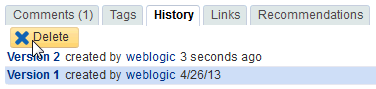 Comments (1) Tags History Links Recommendations
Delete
Version 2 created by weblogic 3 seconds ago
Version 1 created by weblogic 4/26/13